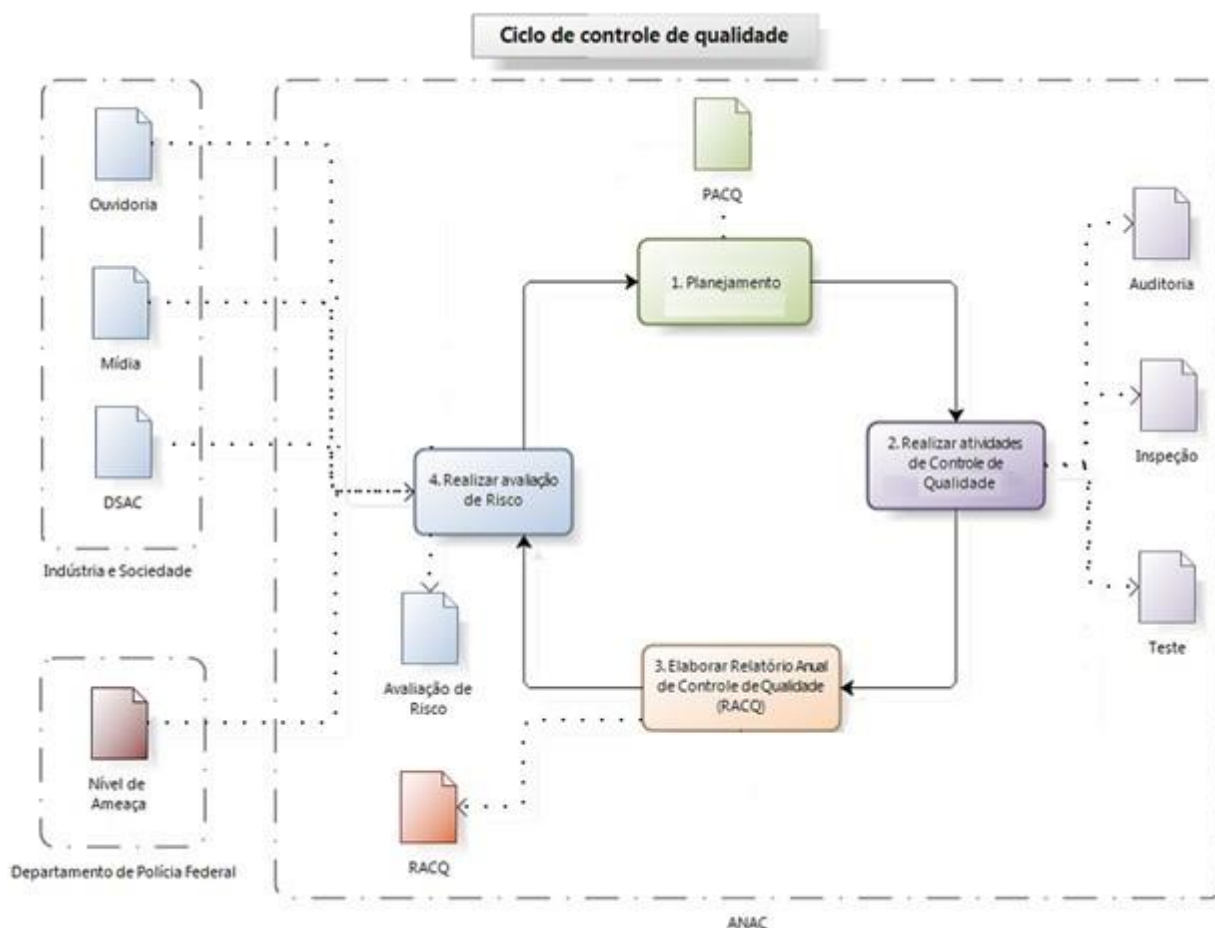 Ciclo de controle de qualidade
Ouvidoria
Mídia
DSAC
Indústria e Sociedade
Nível de
Ameaça
Departamento de Polícia Federal
PACQ
1. Planejamento
2. Realizar atividades
de Controle de
Qualidade
Auditoria
Inspeção
Teste
3. Elaborar Relatório Anual
de Controle de Qualidade
(RACQ)
4. Realizar avaliação
de Risco
Avaliação de
Risco
RACQ
ANAC